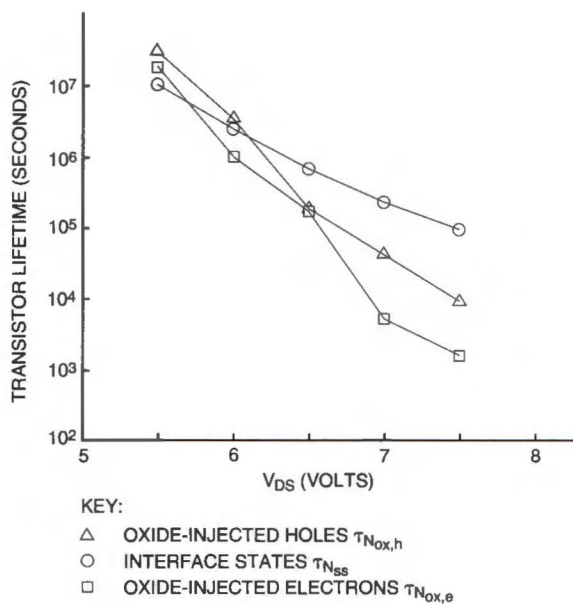 TRANSISTOR LIFETIME (SECONDS)
10⁷
10⁶
10⁵
10⁴
10³
10²
5 6 7 8
V_DS (VOLTS)
KEY:
△ OXIDE-INJECTED HOLES τ_Nox,h
○ INTERFACE STATES τ_Nss
□ OXIDE-INJECTED ELECTRONS τ_Nox,e